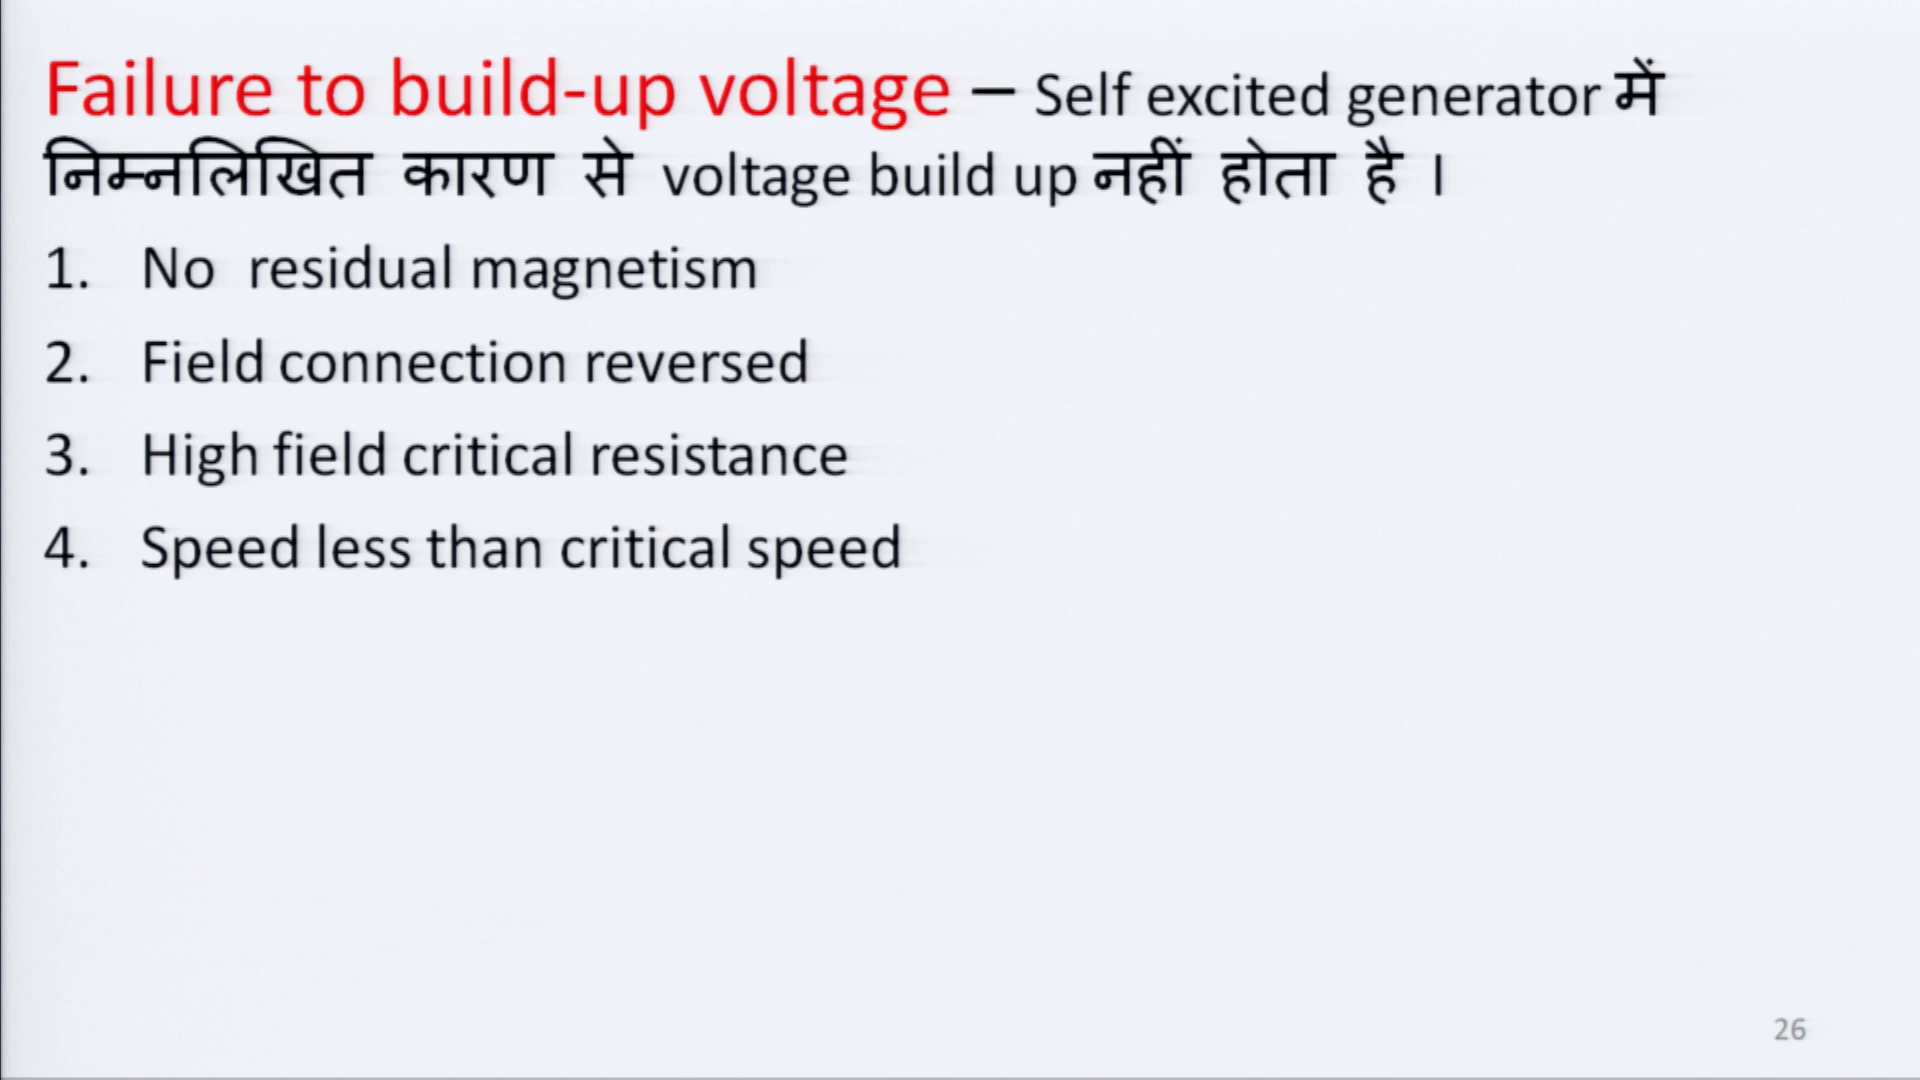 Failure to build-up voltage – Self excited generator में
निम्नलिखित कारण से voltage build up नहीं होता है ।
1. No residual magnetism
2. Field connection reversed
3. High field critical resistance
4. Speed less than critical speed
26